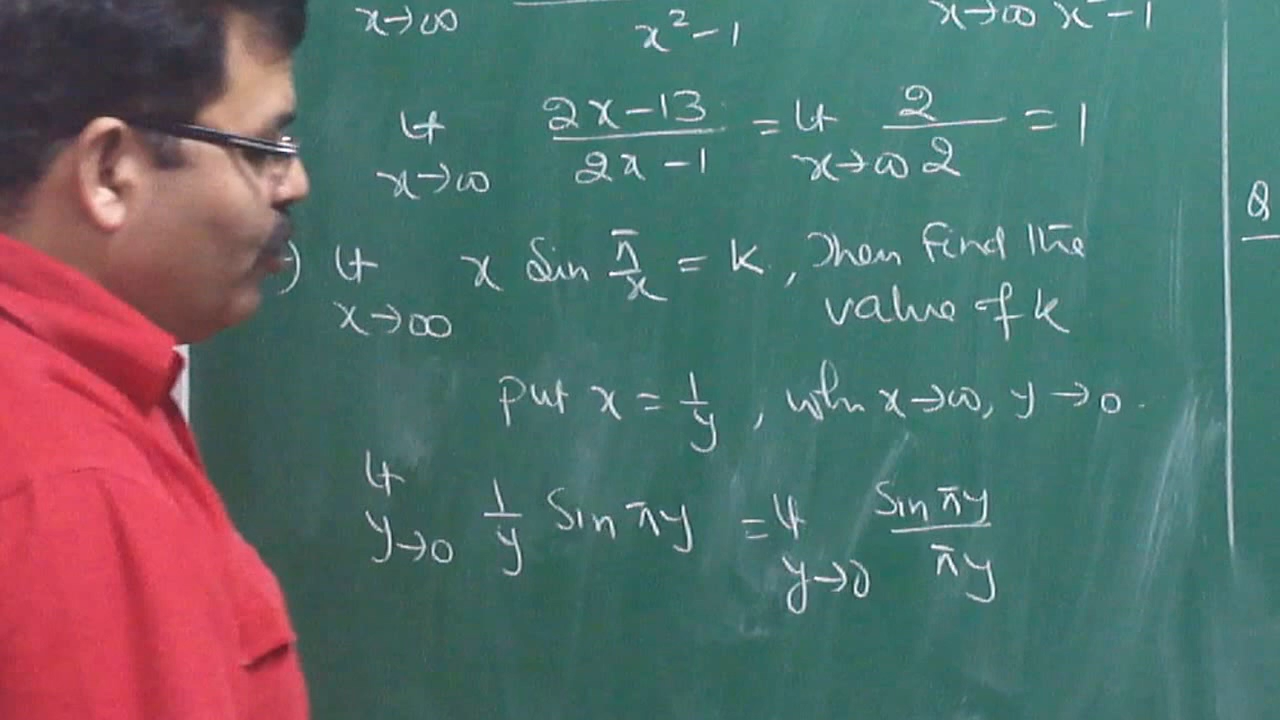 x→∞ x²-1 x→∞ x²-1
Lt x→∞ (2x-13)/(2x-1) = Lt x→∞ 2/2 = 1
) Lt x→∞ x Sin π/x = K, Then Find the
value of K
Q
put x = 1/y, when x→∞, y→0.
Lt y→0 1/y Sin πy = Lt y→0 Sin πy/πy